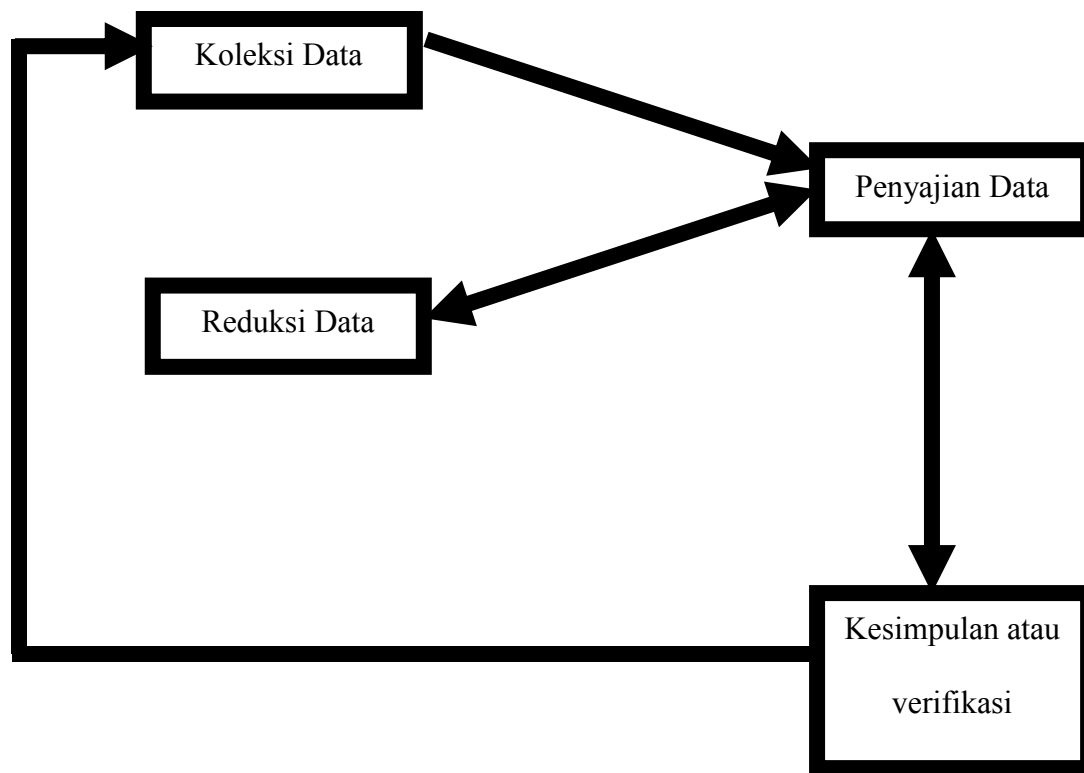 Koleksi Data
Penyajian Data
Reduksi Data
Kesimpulan atau
verifikasi